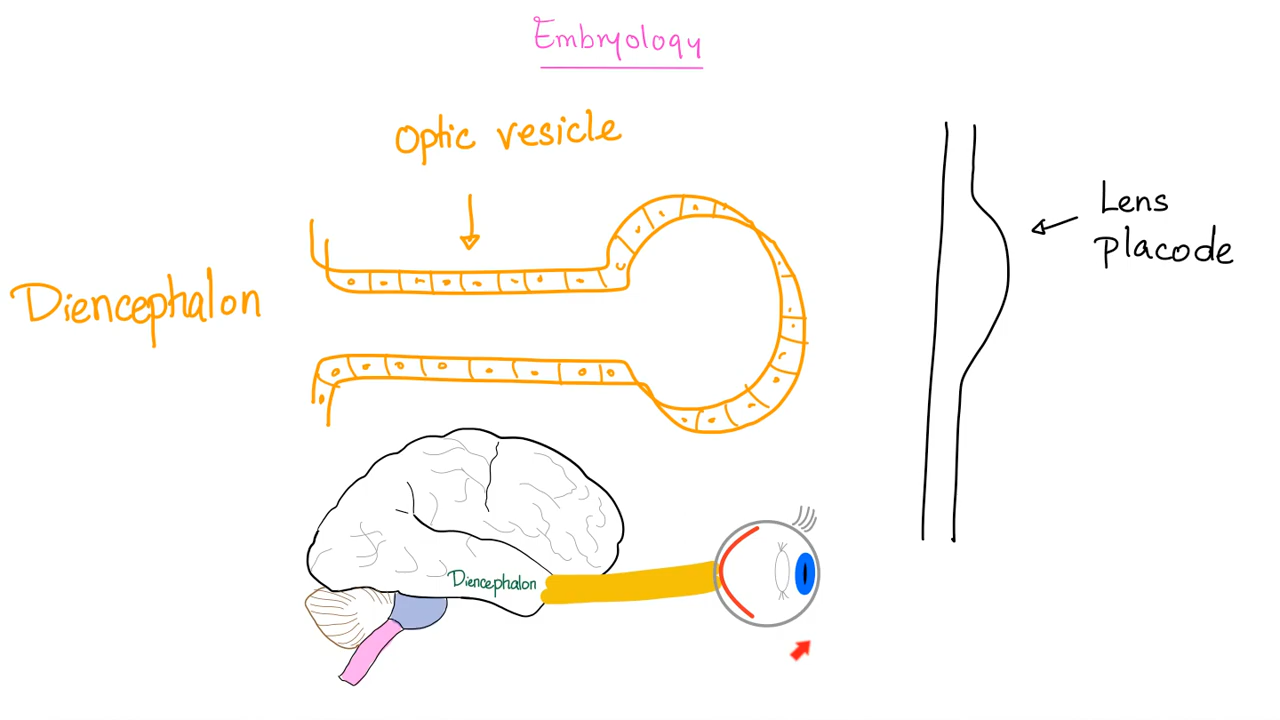 Embryology
Optic vesicle
Lens
placode
Diencephalon
Diencephalon